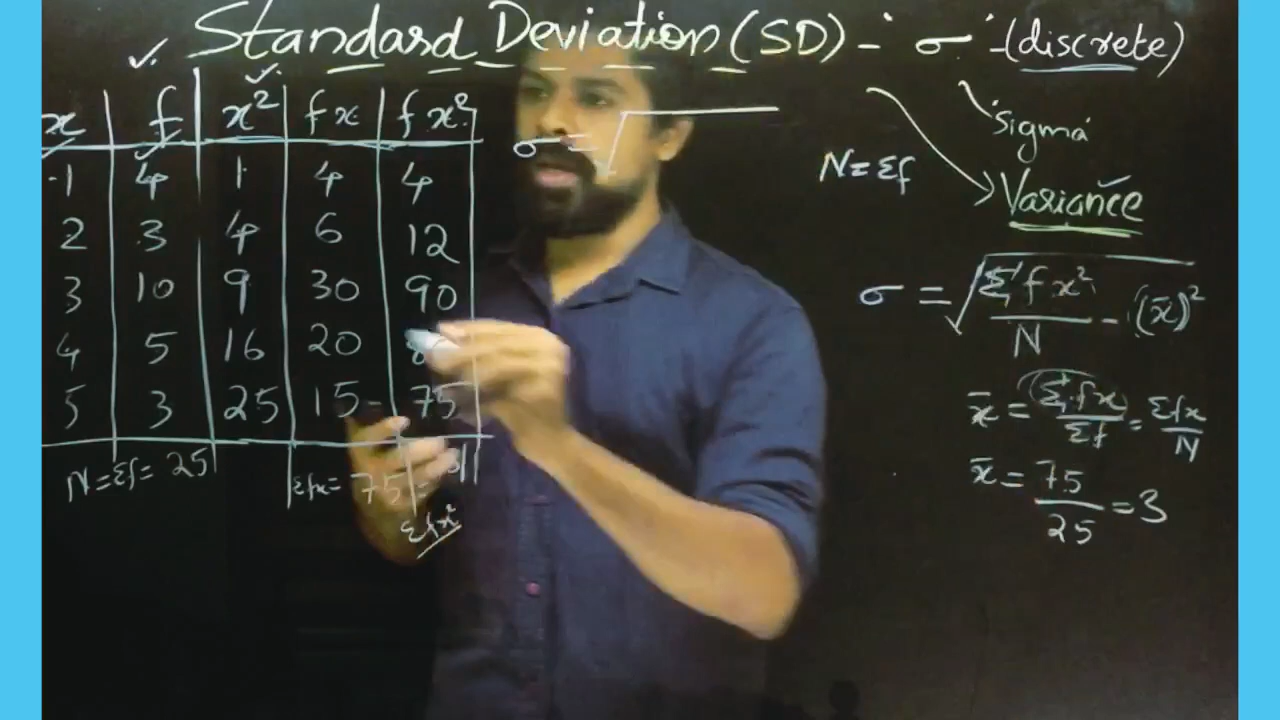 Standard Deviation (SD) - 'σ' - (discrete)
x f x² fx fx²
1 4 1 4 4
2 3 4 6 12
3 10 9 30 90
4 5 16 20
5 3 25 15 75
N = Σf = 25
Σfx = 75
Σfx²
σ = √
N = Σf
Sigma
Variance
σ = √Σfx²/N - (x̄)²
x̄ = Σfx/Σf = Σfx/N
x̄ = 75/25 = 3